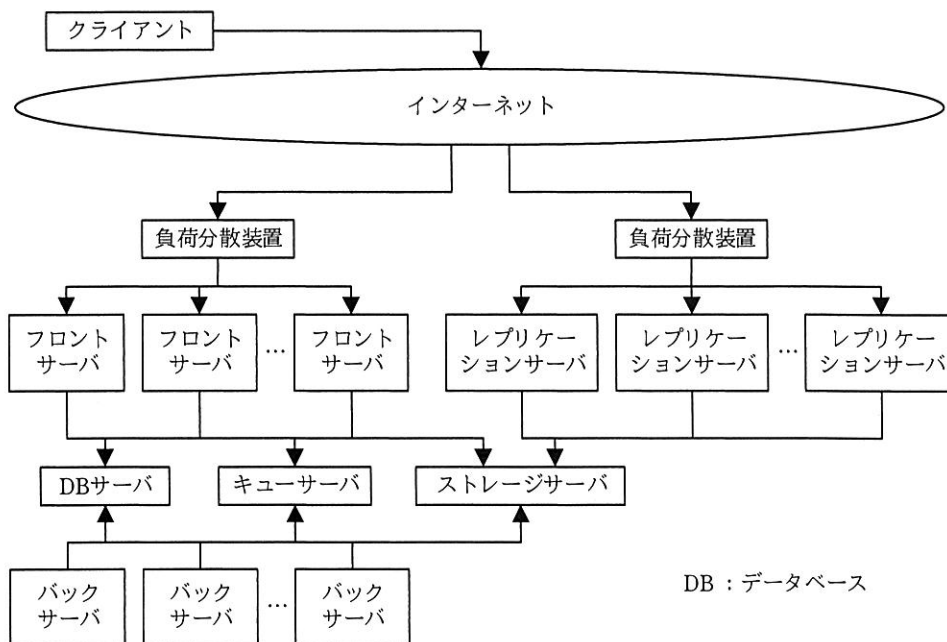 クライアント
インターネット
負荷分散装置
負荷分散装置
フロント
サーバ
フロント
サーバ
…
フロント
サーバ
レプリケー
ションサーバ
レプリケー
ションサーバ
…
レプリケー
ションサーバ
DBサーバ
キューサーバ
ストレージサーバ
バック
サーバ
バック
サーバ
…
バック
サーバ
DB：データベース